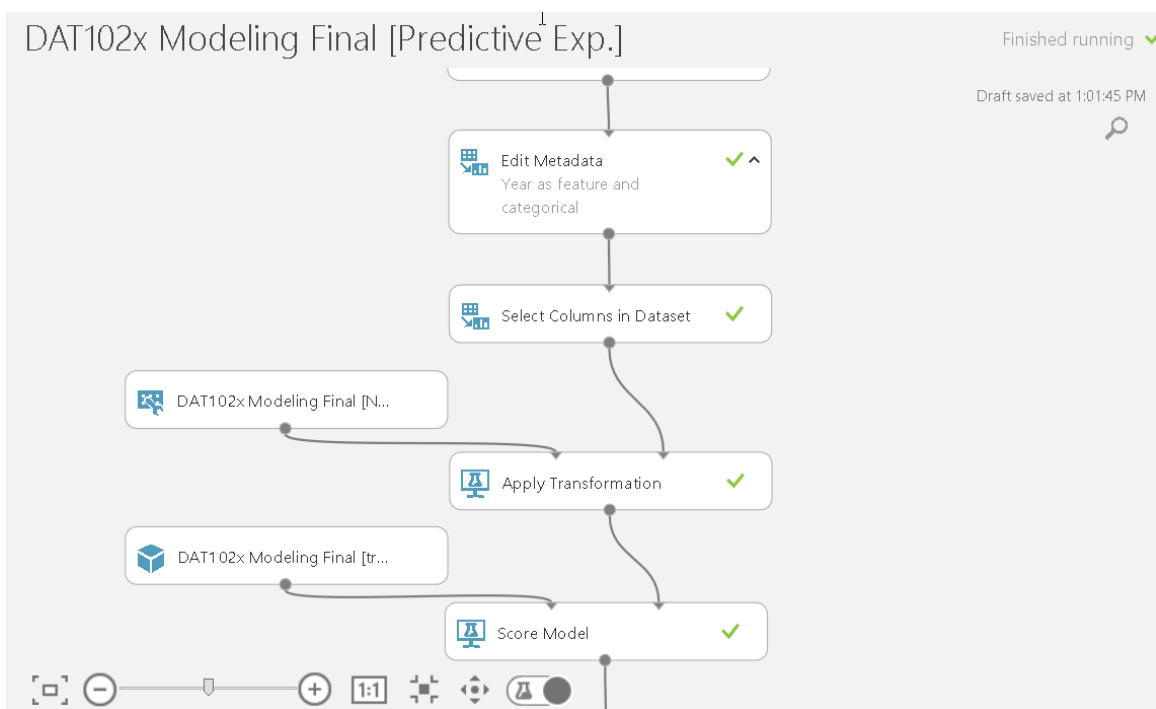 DAT102x Modeling Final [Predictive Exp.]
Finished running
Draft saved at 1:01:45 PM
Edit Metadata
Year as feature and
categorical
Select Columns in Dataset
DAT102x Modeling Final [N...
Apply Transformation
DAT102x Modeling Final [tr...
Score Model
1:1